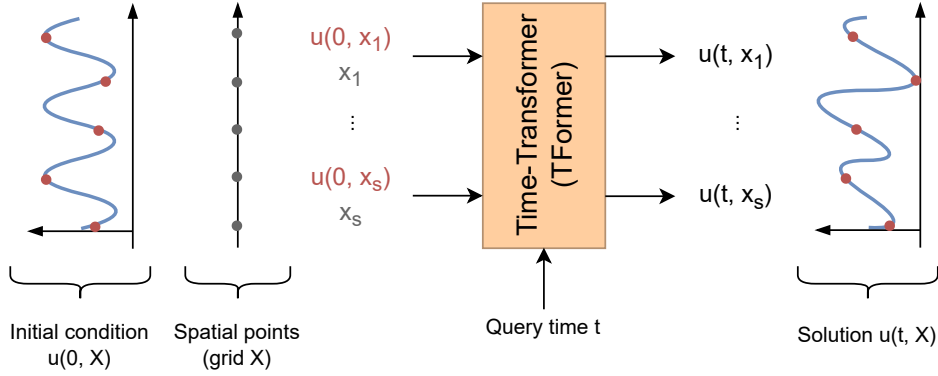 u(0, x₁)
x₁
...
u(0, xₛ)
xₛ
Time-Transformer
(TFormer)
u(t, x₁)
...
u(t, xₛ)
Initial condition
u(0, X)
Spatial points
(grid X)
Query time t
Solution u(t, X)